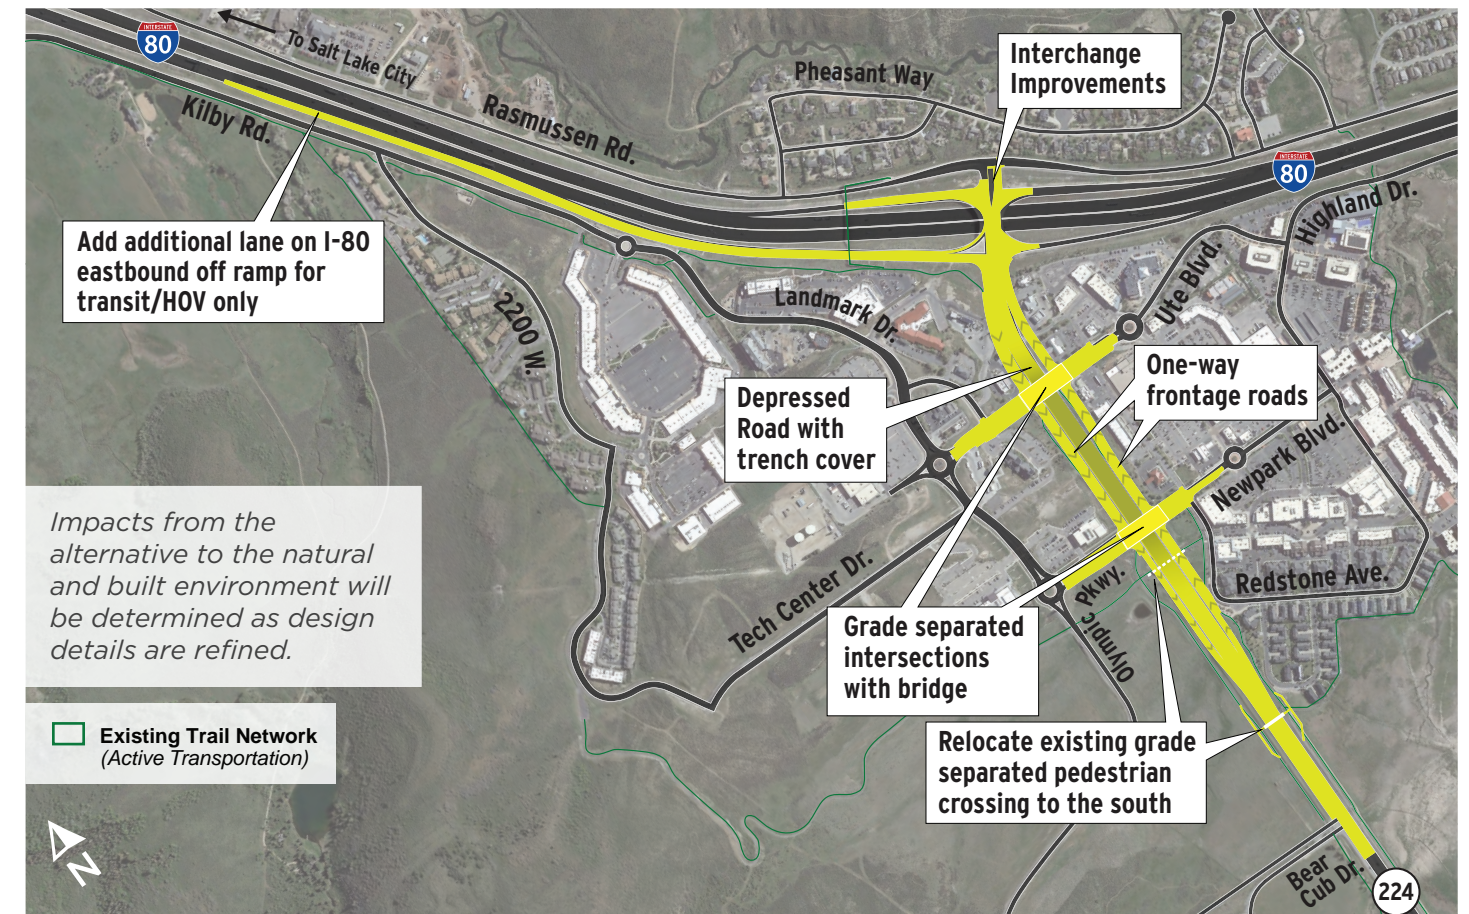 INTERSTATE
80
To Salt Lake City
Kilby Rd.
Rasmussen Rd.
Pheasant Way
Interchange
Improvements
INTERSTATE
80
Highland Dr.
Add additional lane on I-80
eastbound off ramp for
transit/HOV only
2200 W.
Landmark Dr.
Ute Blvd.
One-way
frontage roads
Depressed
Road with
trench cover
Newpark Blvd.
Impacts from the
alternative to the natural
and built environment will
be determined as design
details are refined.
Tech Center Dr.
Olympic Pkwy.
Redstone Ave.
Grade separated
intersections
with bridge
Existing Trail Network
(Active Transportation)
Relocate existing grade
separated pedestrian
crossing to the south
N
Bear
Cub Dr.
224